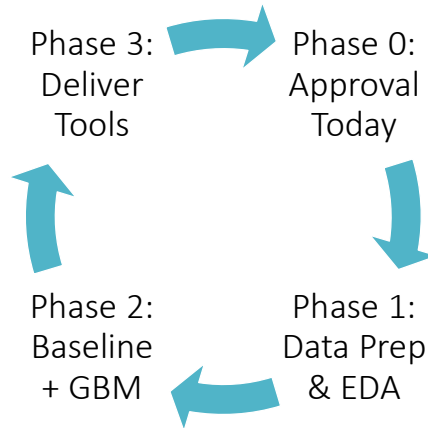 Phase 3:
Deliver
Tools
Phase 0:
Approval
Today
Phase 2:
Baseline
+ GBM
Phase 1:
Data Prep
& EDA